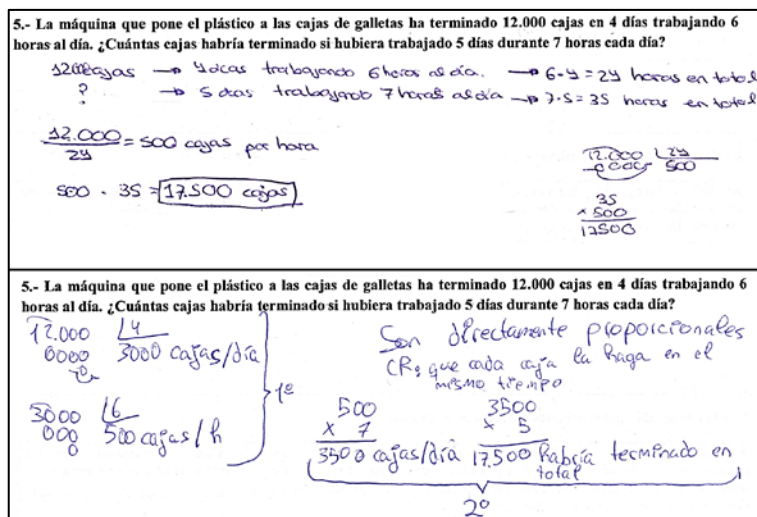 5.- La máquina que pone el plástico a las cajas de galletas ha terminado 12.000 cajas en 4 días trabajando 6
horas al día. ¿Cuántas cajas habría terminado si hubiera trabajado 5 días durante 7 horas cada día?
12000 cajas → 4 días trabajando 6 horas al día. → 6·4 = 24 horas en total
? → 5 días trabajando 7 horas al día → 7·5 = 35 horas en total
12.000
24
= 500 cajas por hora
500 · 35 = 17.500 cajas
12.000 24
0000 500
35
x 500
17500
5.- La máquina que pone el plástico a las cajas de galletas ha terminado 12.000 cajas en 4 días trabajando 6
horas al día. ¿Cuántas cajas habría terminado si hubiera trabajado 5 días durante 7 horas cada día?
12.000 4
0000 3000 cajas/día
3000 6
000 500 cajas/h
0
1º
Son directamente proporcionales
CR: que cada caja la haga en el
mismo tiempo
500
x 7
3500 cajas/día
3500
x 5
17.500 habría terminado en
total
2º